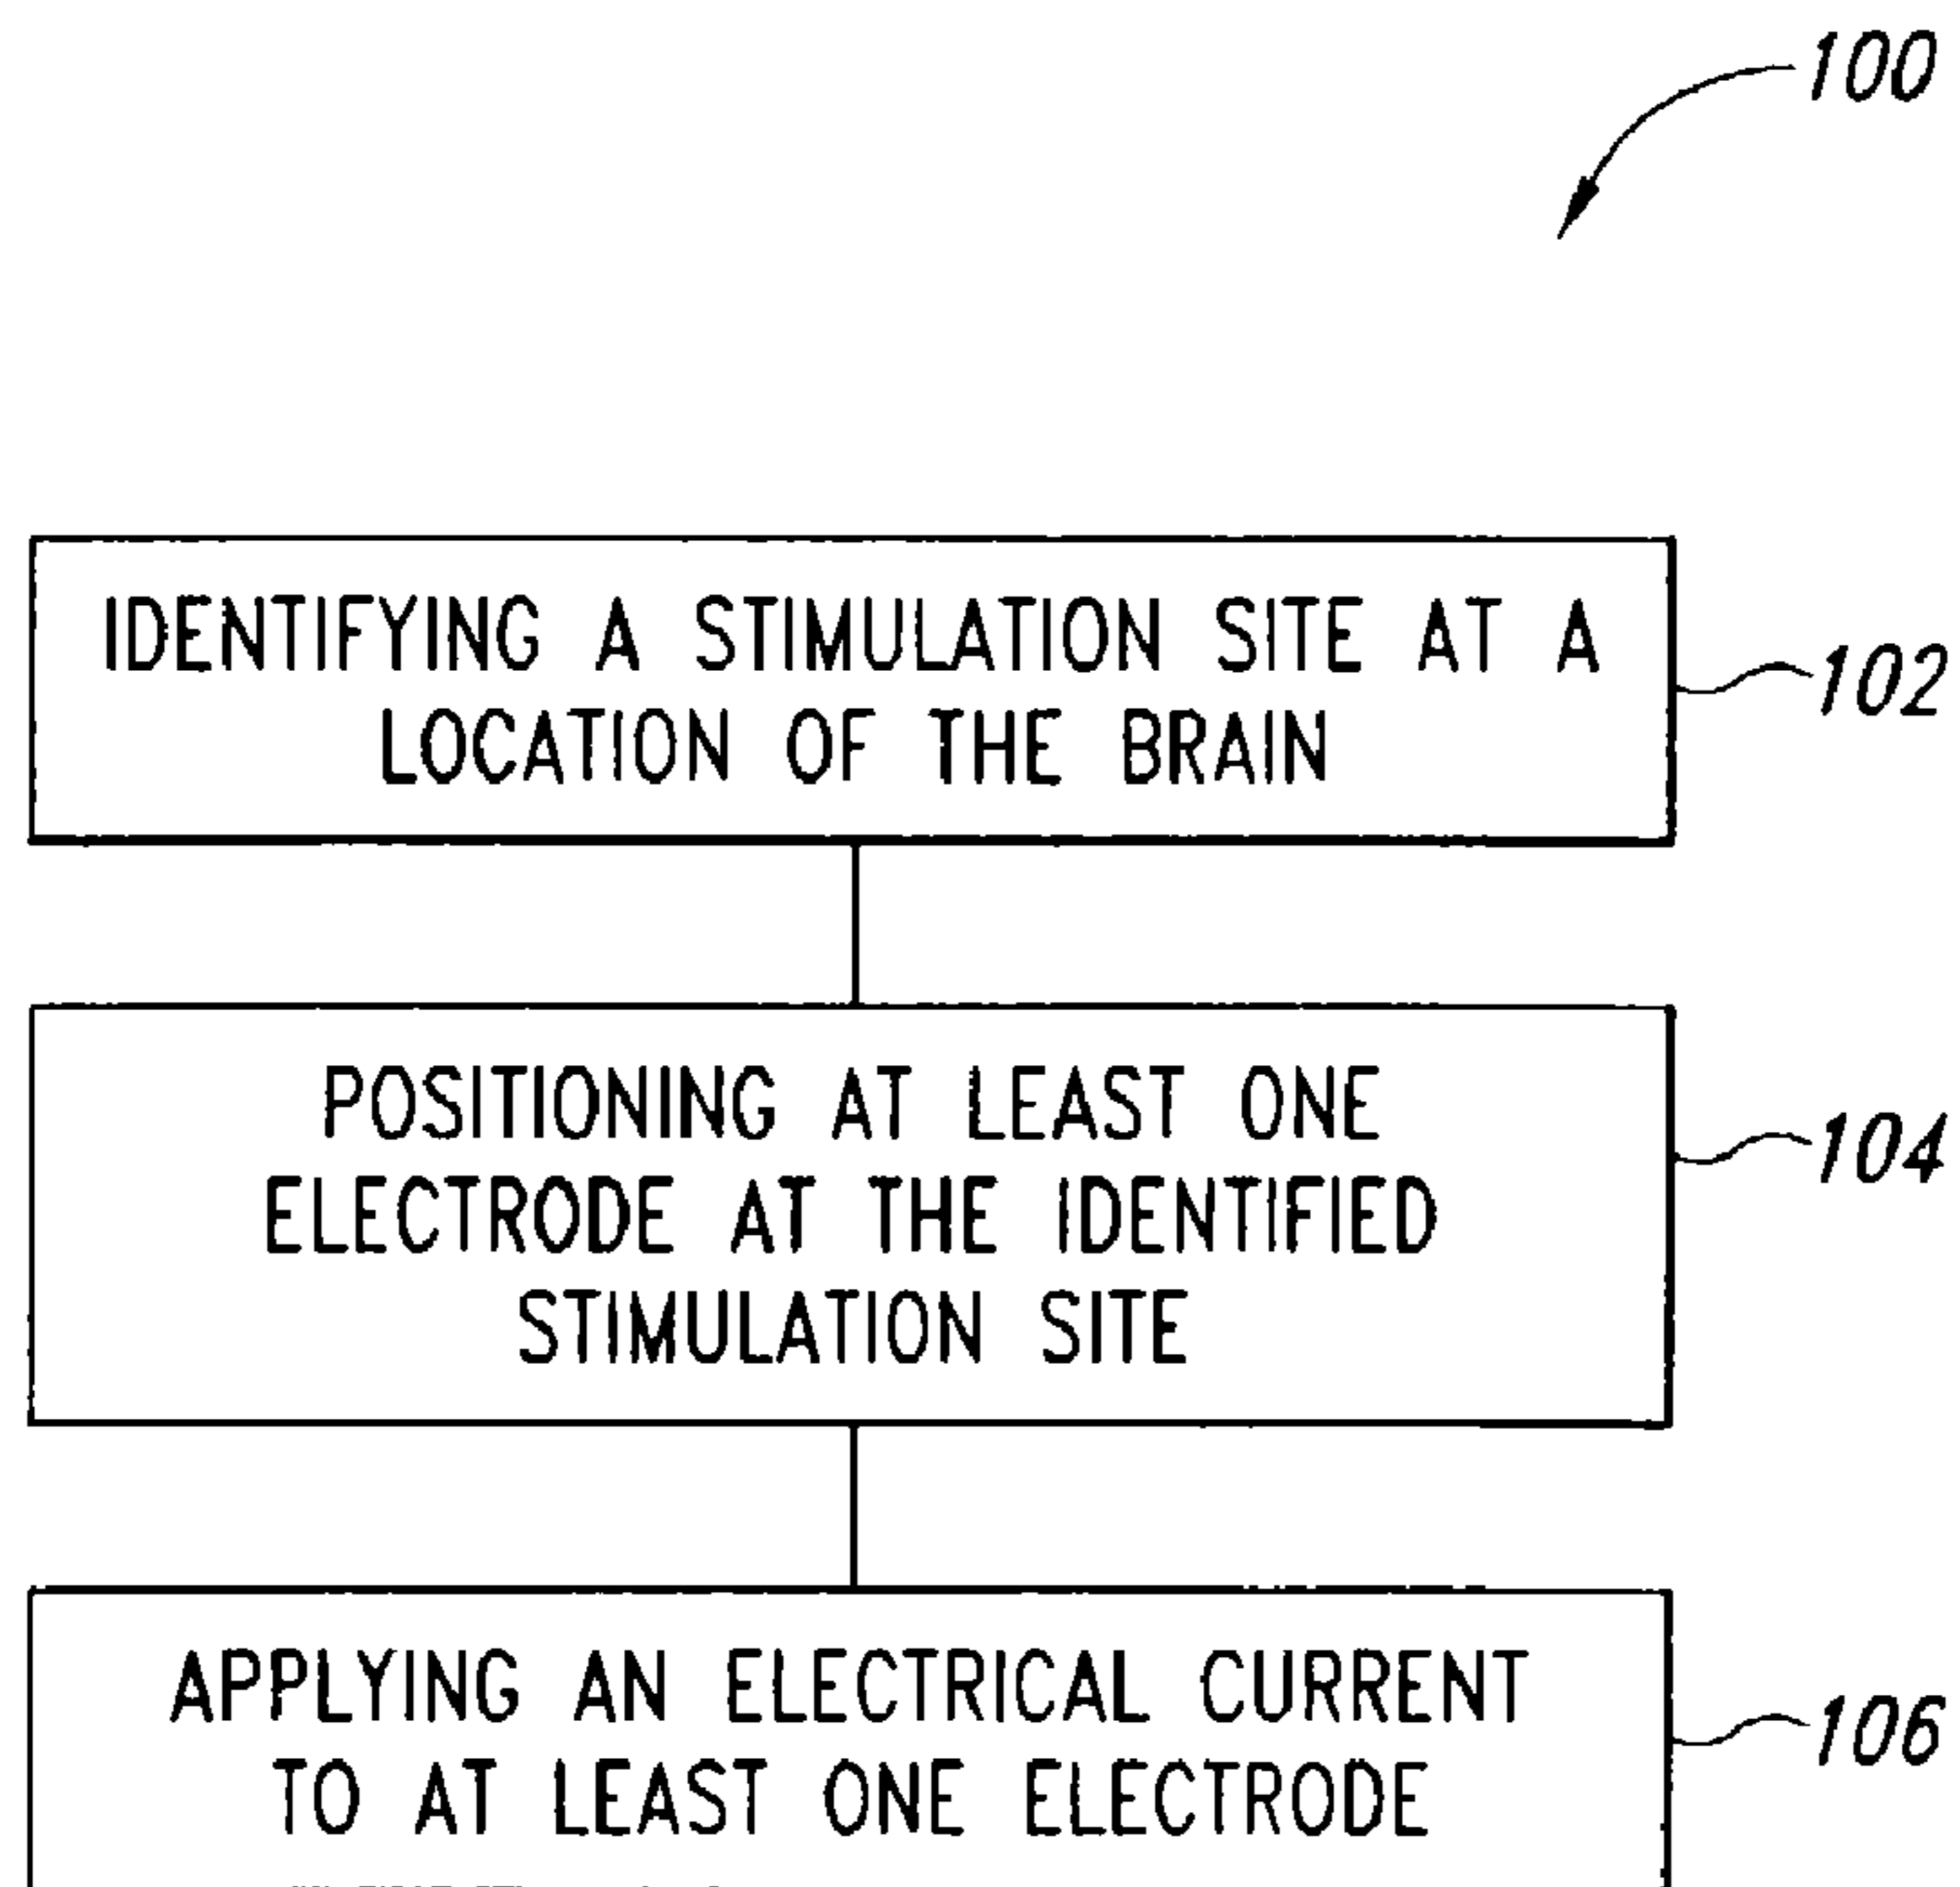 100
IDENTIFYING A STIMULATION SITE AT A
LOCATION OF THE BRAIN
102
POSITIONING AT LEAST ONE
ELECTRODE AT THE IDENTIFIED
STIMULATION SITE
104
APPLYING AN ELECTRICAL CURRENT
TO AT LEAST ONE ELECTRODE
106